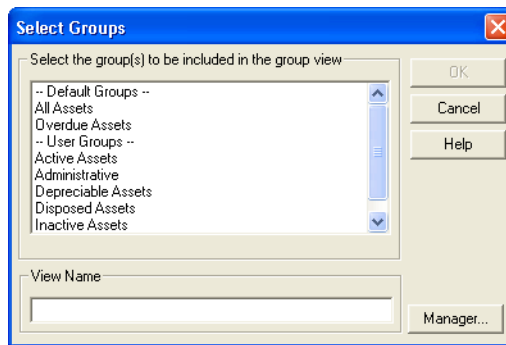 Select Groups
Select the group(s) to be included in the group view
-- Default Groups --
All Assets
Overdue Assets
-- User Groups --
Active Assets
Administrative
Depreciable Assets
Disposed Assets
Inactive Assets
OK
Cancel
Help
View Name
Manager...